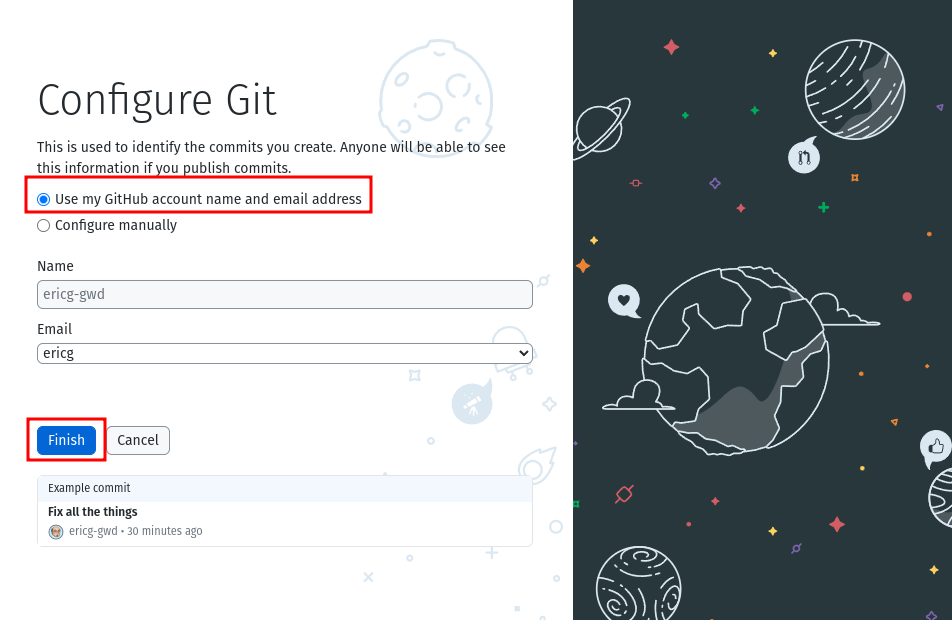 Configure Git
This is used to identify the commits you create. Anyone will be able to see
this information if you publish commits.
Use my GitHub account name and email address
Configure manually
Name
ericg-gwd
Email
ericg
Finish Cancel
Example commit
Fix all the things
ericg-gwd • 30 minutes ago